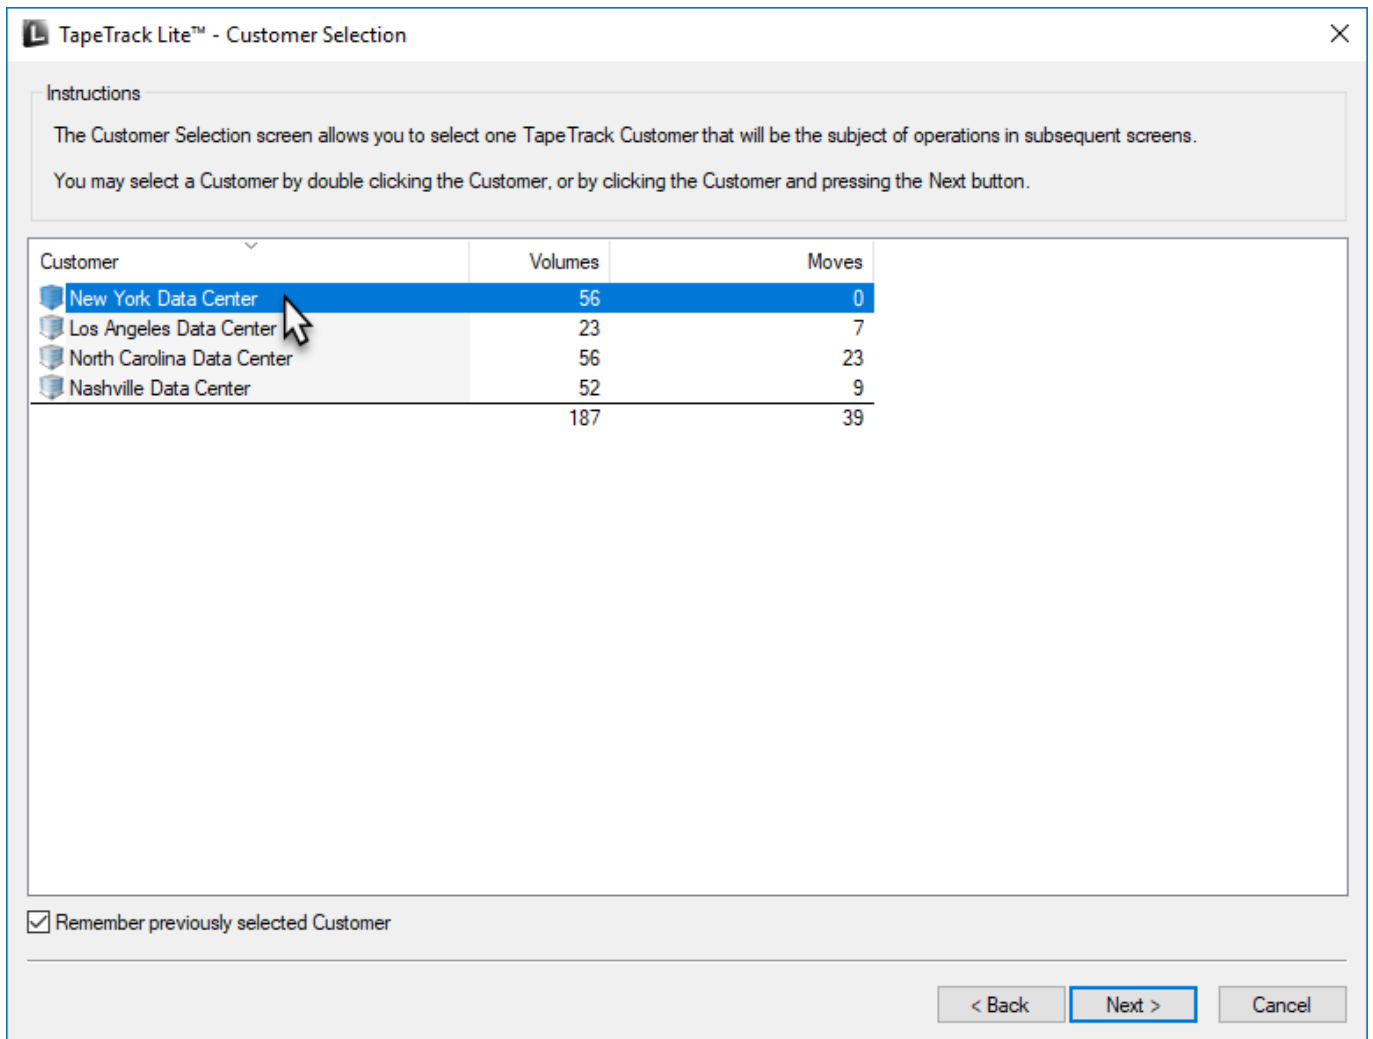 TapeTrack Lite™ - Customer Selection
Instructions
The Customer Selection screen allows you to select one TapeTrack Customer that will be the subject of operations in subsequent screens.
You may select a Customer by double clicking the Customer, or by clicking the Customer and pressing the Next button.
Customer Volumes Moves
New York Data Center 56 0
Los Angeles Data Center 23 7
North Carolina Data Center 56 23
Nashville Data Center 52 9
187 39
Remember previously selected Customer
< Back Next > Cancel